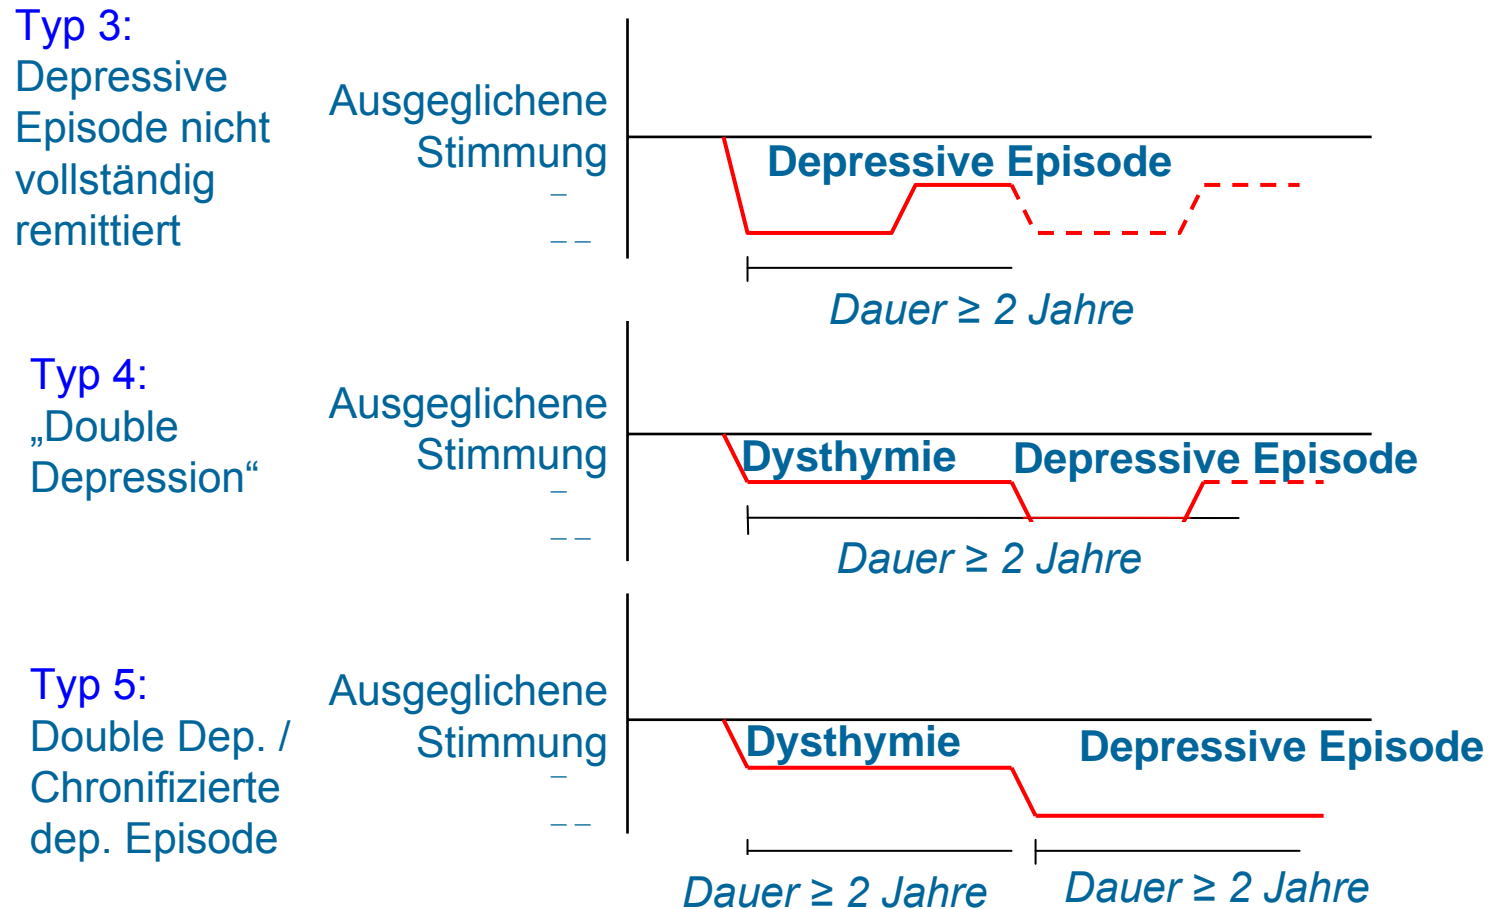 Typ 3:
Depressive
Episode nicht
vollständig
remittiert
Ausgeglichene
Stimmung
–
– –
Depressive Episode
Dauer ≥ 2 Jahre
Typ 4:
„Double
Depression“
Ausgeglichene
Stimmung
–
– –
Dysthymie Depressive Episode
Dauer ≥ 2 Jahre
Typ 5:
Double Dep. /
Chronifizierte
dep. Episode
Ausgeglichene
Stimmung
–
– –
Dysthymie Depressive Episode
Dauer ≥ 2 Jahre Dauer ≥ 2 Jahre